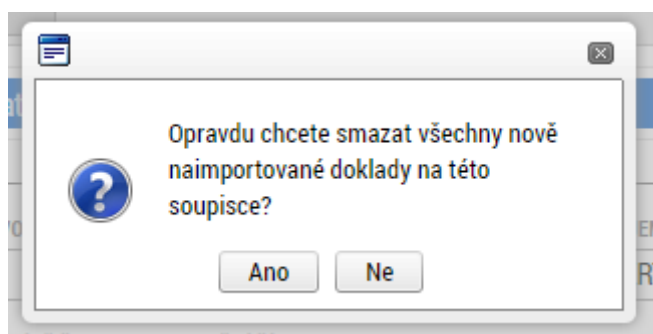 Opravdu chcete smazat všechny nově
naimportované doklady na této
soupisce?
Ano
Ne